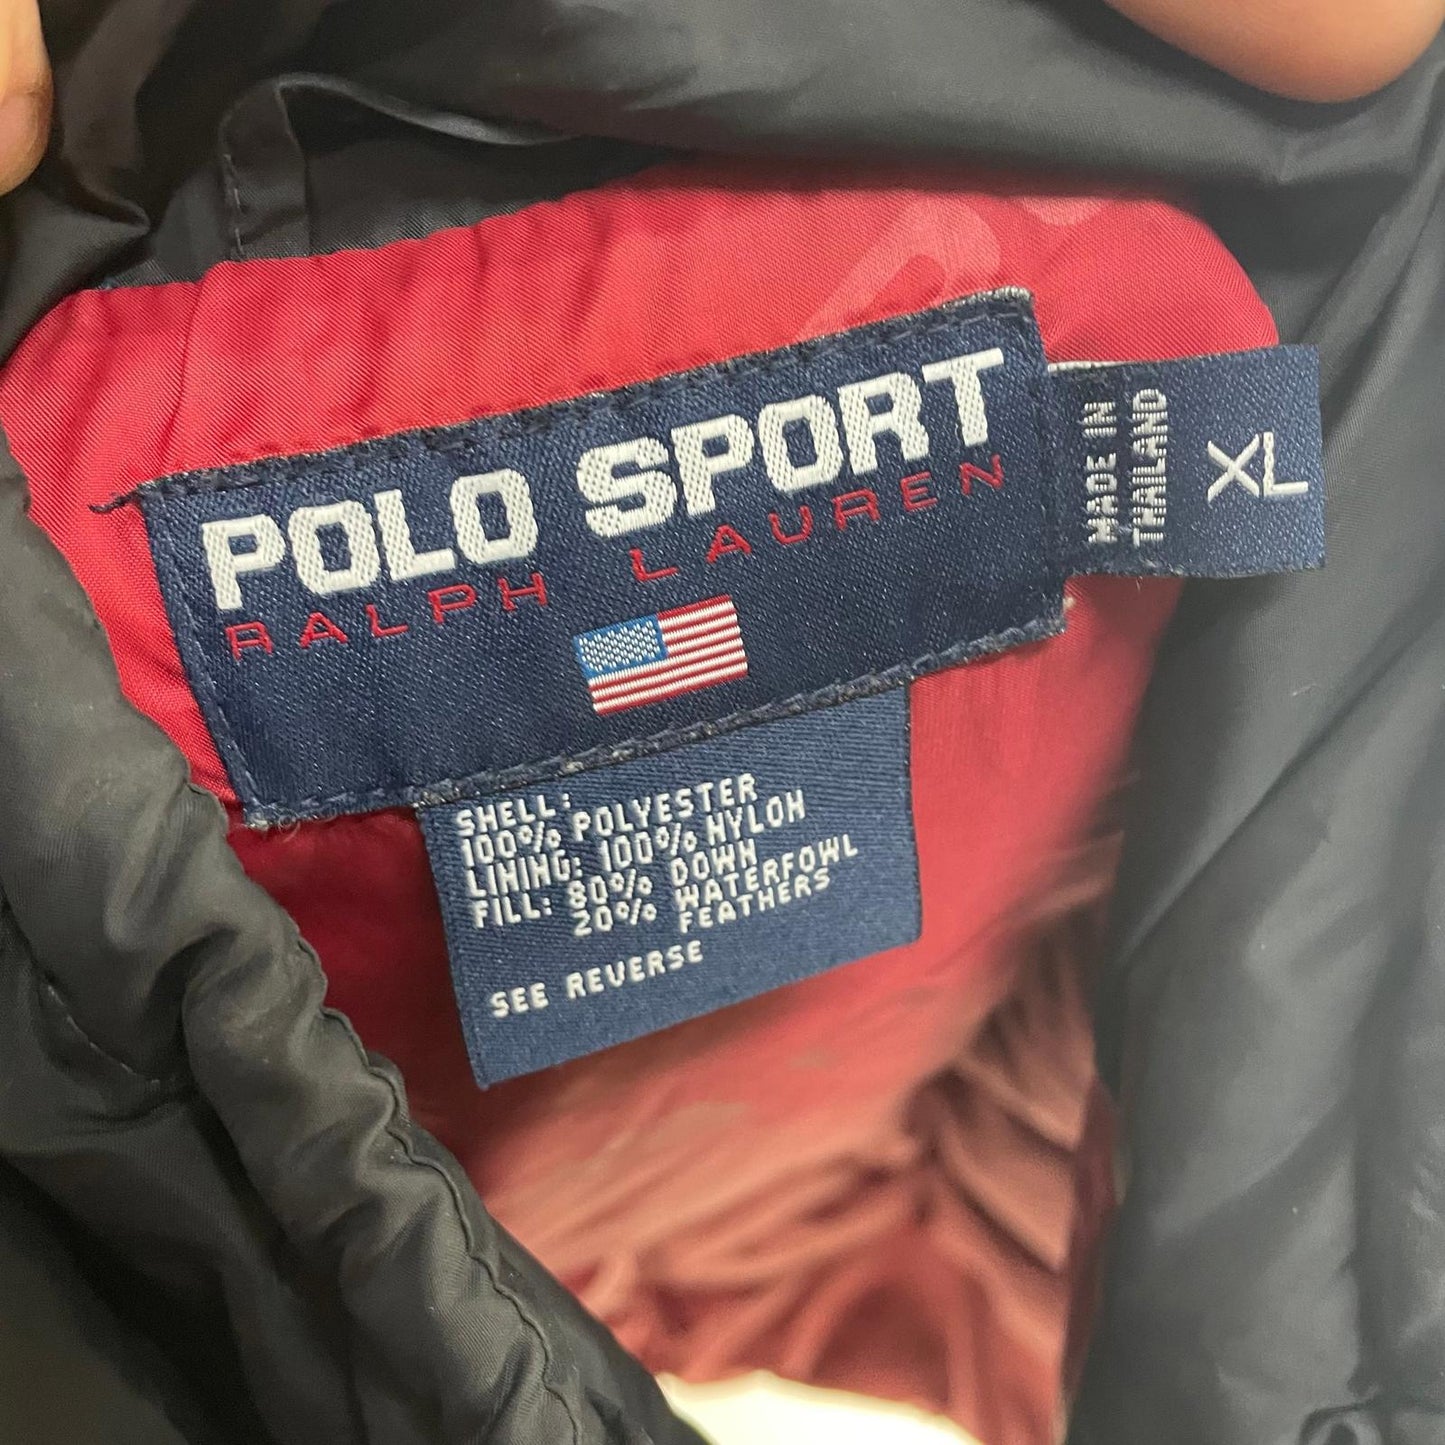 POLO SPORT
RALPH LAUREN
MADE IN
THAILAND
XL
SHELL:
100% POLYESTER
LINING: 100% NYLON
FILL: 80% DOWN
20% WATERFOWL
FEATHERS
SEE REVERSE